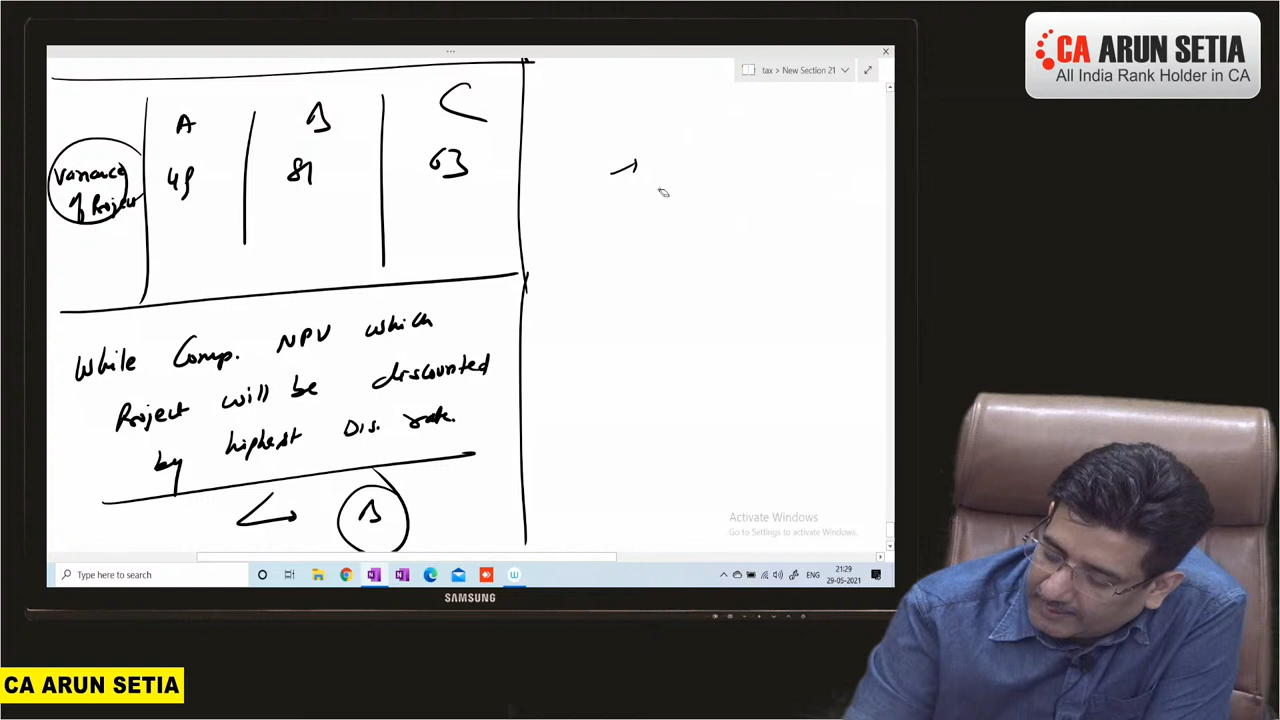 CA ARUN SETIA
All India Rank Holder in CA
tax > New Section 21
A B C
Variance of Project 49 81 63
While Comp. NPV which
Project will be discounted
by highest Dis. rate.
B
Activate Windows
Go to Settings to activate Windows.
Type here to search
ENG
21:29
29-05-2021
SAMSUNG
CA ARUN SETIA